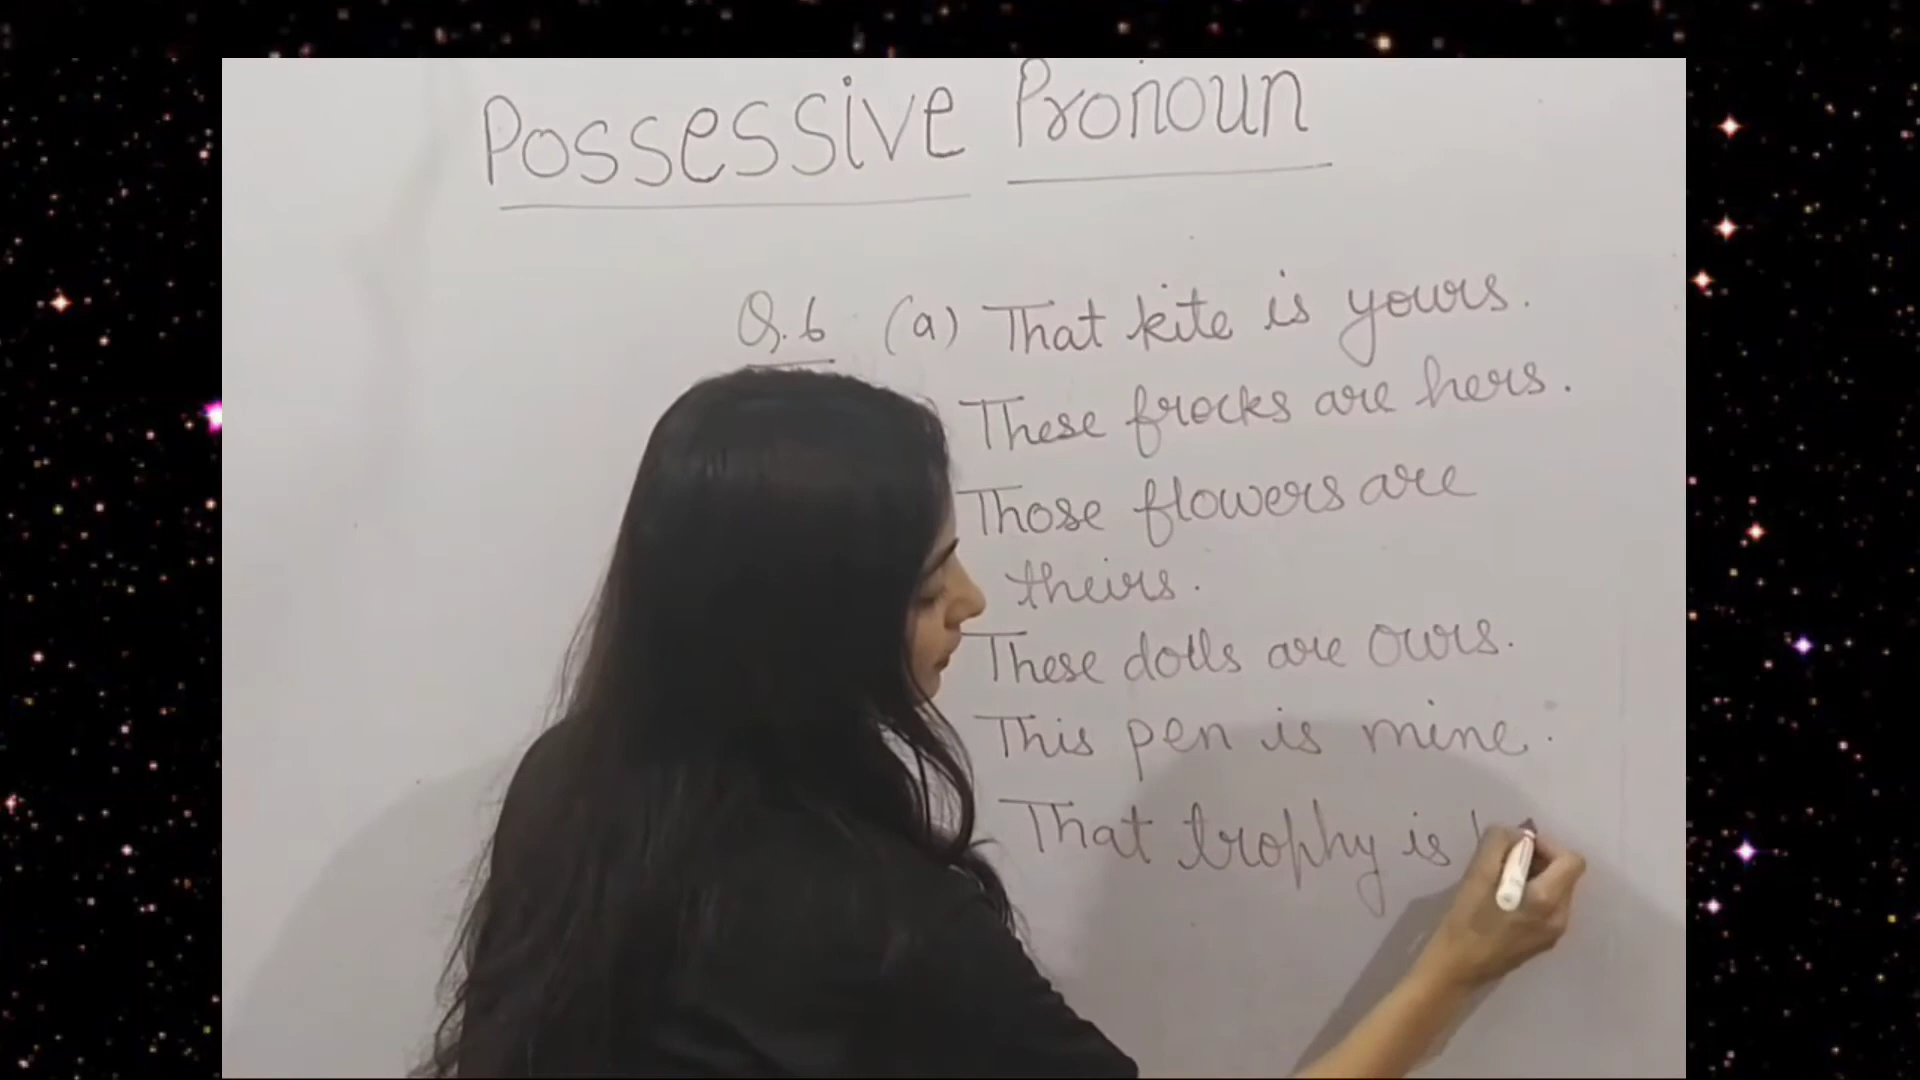 Possessive Pronoun
Q.6 (a) That kite is yours.
These frocks are hers.
Those flowers are
theirs.
These dolls are ours.
This pen is mine.
That trophy is